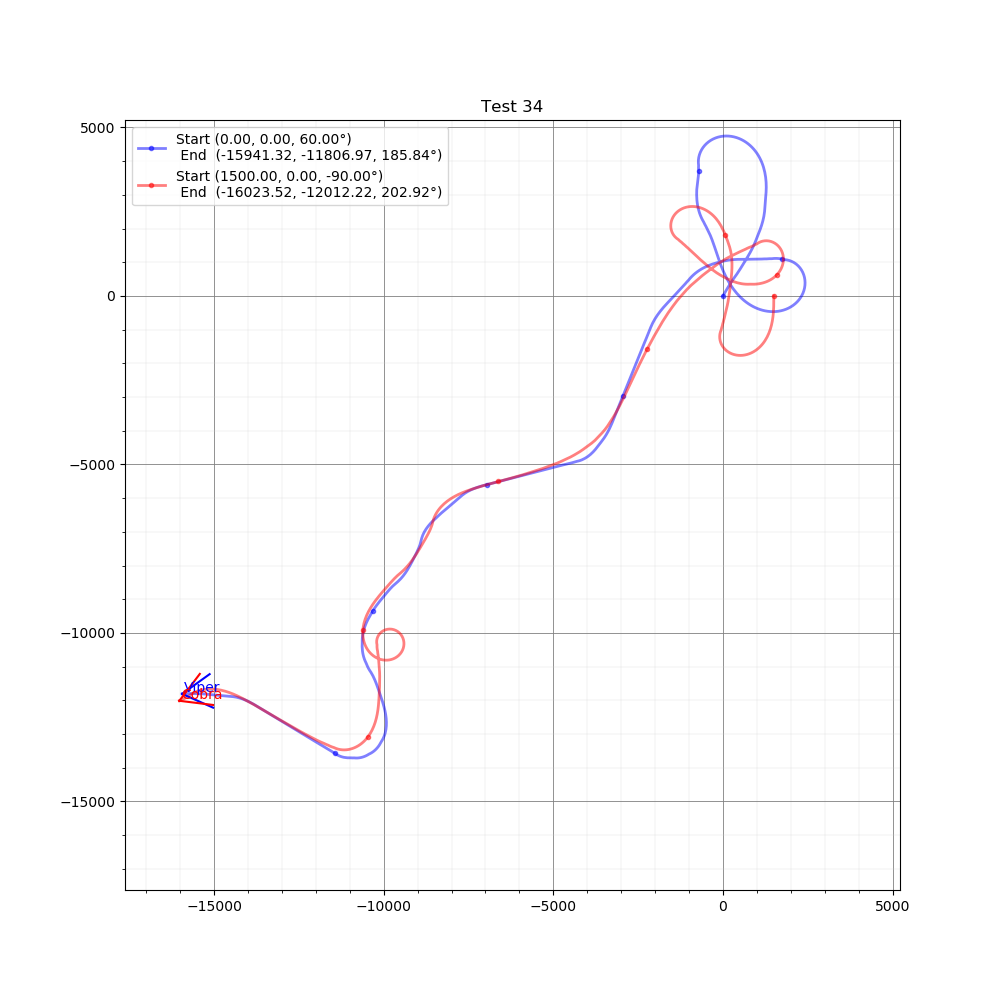 Test 34
Start (0.00, 0.00, 60.00°)
End (-15941.32, -11806.97, 185.84°)
Start (1500.00, 0.00, -90.00°)
End (-16023.52, -12012.22, 202.92°)
5000
0
−5000
−10000
−15000
Viper
Cobra
−15000 −10000 −5000 0 5000